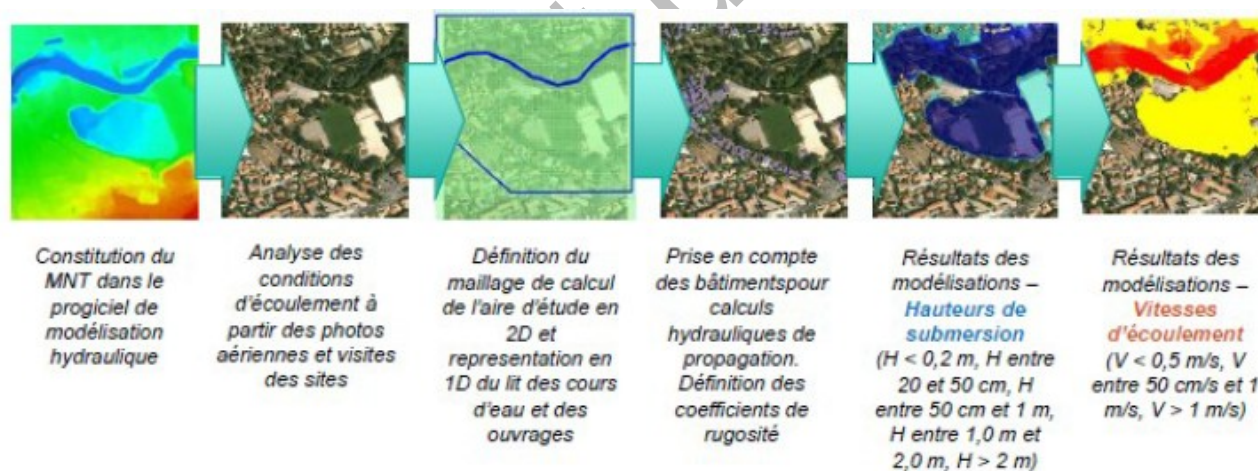 Constitution du
MNT dans le
progiciel de
modélisation
hydraulique
Analyse des
conditions
d'écoulement à
partir des photos
aériennes et visites
des sites
Définition du
maillage de calcul
de l'aire d'étude en
2D et
representation en
1D du lit des cours
d'eau et des
ouvrages
Prise en compte
des bâtimentspour
calculs
hydrauliques de
propagation.
Définition des
coefficients de
rugosité
Résultats des
modélisations –
Hauteurs de
submersion
(H < 0,2 m, H entre
20 et 50 cm, H
entre 50 cm et 1 m,
H entre 1,0 m et
2,0 m, H > 2 m)
Résultats des
modélisations –
Vitesses
d'écoulement
(V < 0,5 m/s, V
entre 50 cm/s et 1
m/s, V > 1 m/s)